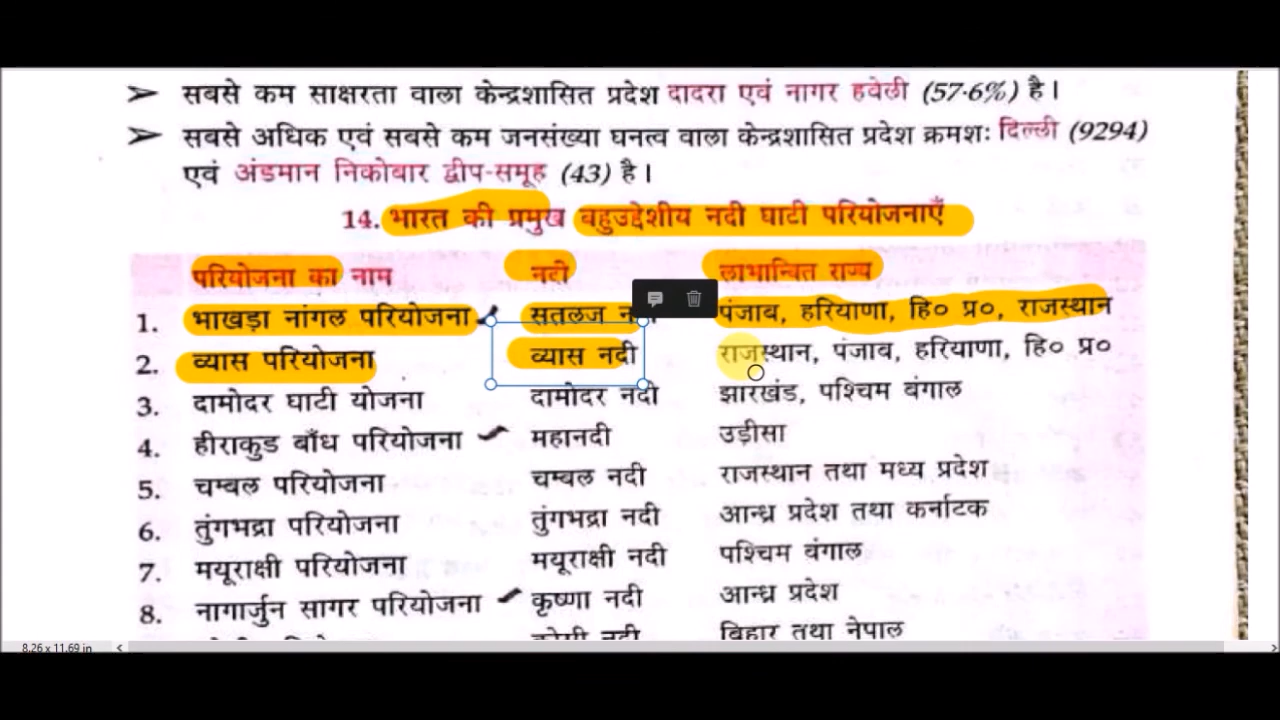 ➢ सबसे कम साक्षरता वाला केन्द्रशासित प्रदेश दादरा एवं नागर हवेली (57·6%) है।
➢ सबसे अधिक एवं सबसे कम जनसंख्या घनत्व वाला केन्द्रशासित प्रदेश क्रमशः दिल्ली (9294)
एवं अंडमान निकोबार द्वीप-समूह (43) है।
14. भारत की प्रमुख बहुउद्देशीय नदी घाटी परियोजनाएँ
परियोजना का नाम नदी लाभान्वित राज्य
1. भाखड़ा नांगल परियोजना सतलज पंजाब, हरियाणा, हि० प्र०, राजस्थान
2. व्यास परियोजना व्यास नदी राजस्थान, पंजाब, हरियाणा, हि० प्र०
3. दामोदर घाटी योजना दामोदर नदी झारखंड, पश्चिम बंगाल
4. हीराकुड बाँध परियोजना महानदी उड़ीसा
5. चम्बल परियोजना चम्बल नदी राजस्थान तथा मध्य प्रदेश
6. तुंगभद्रा परियोजना तुंगभद्रा नदी आन्ध्र प्रदेश तथा कर्नाटक
7. मयूराक्षी परियोजना मयूराक्षी नदी पश्चिम बंगाल
8. नागार्जुन सागर परियोजना कृष्णा नदी आन्ध्र प्रदेश
बिहार तथा नेपाल
8.26 x 11.69 in